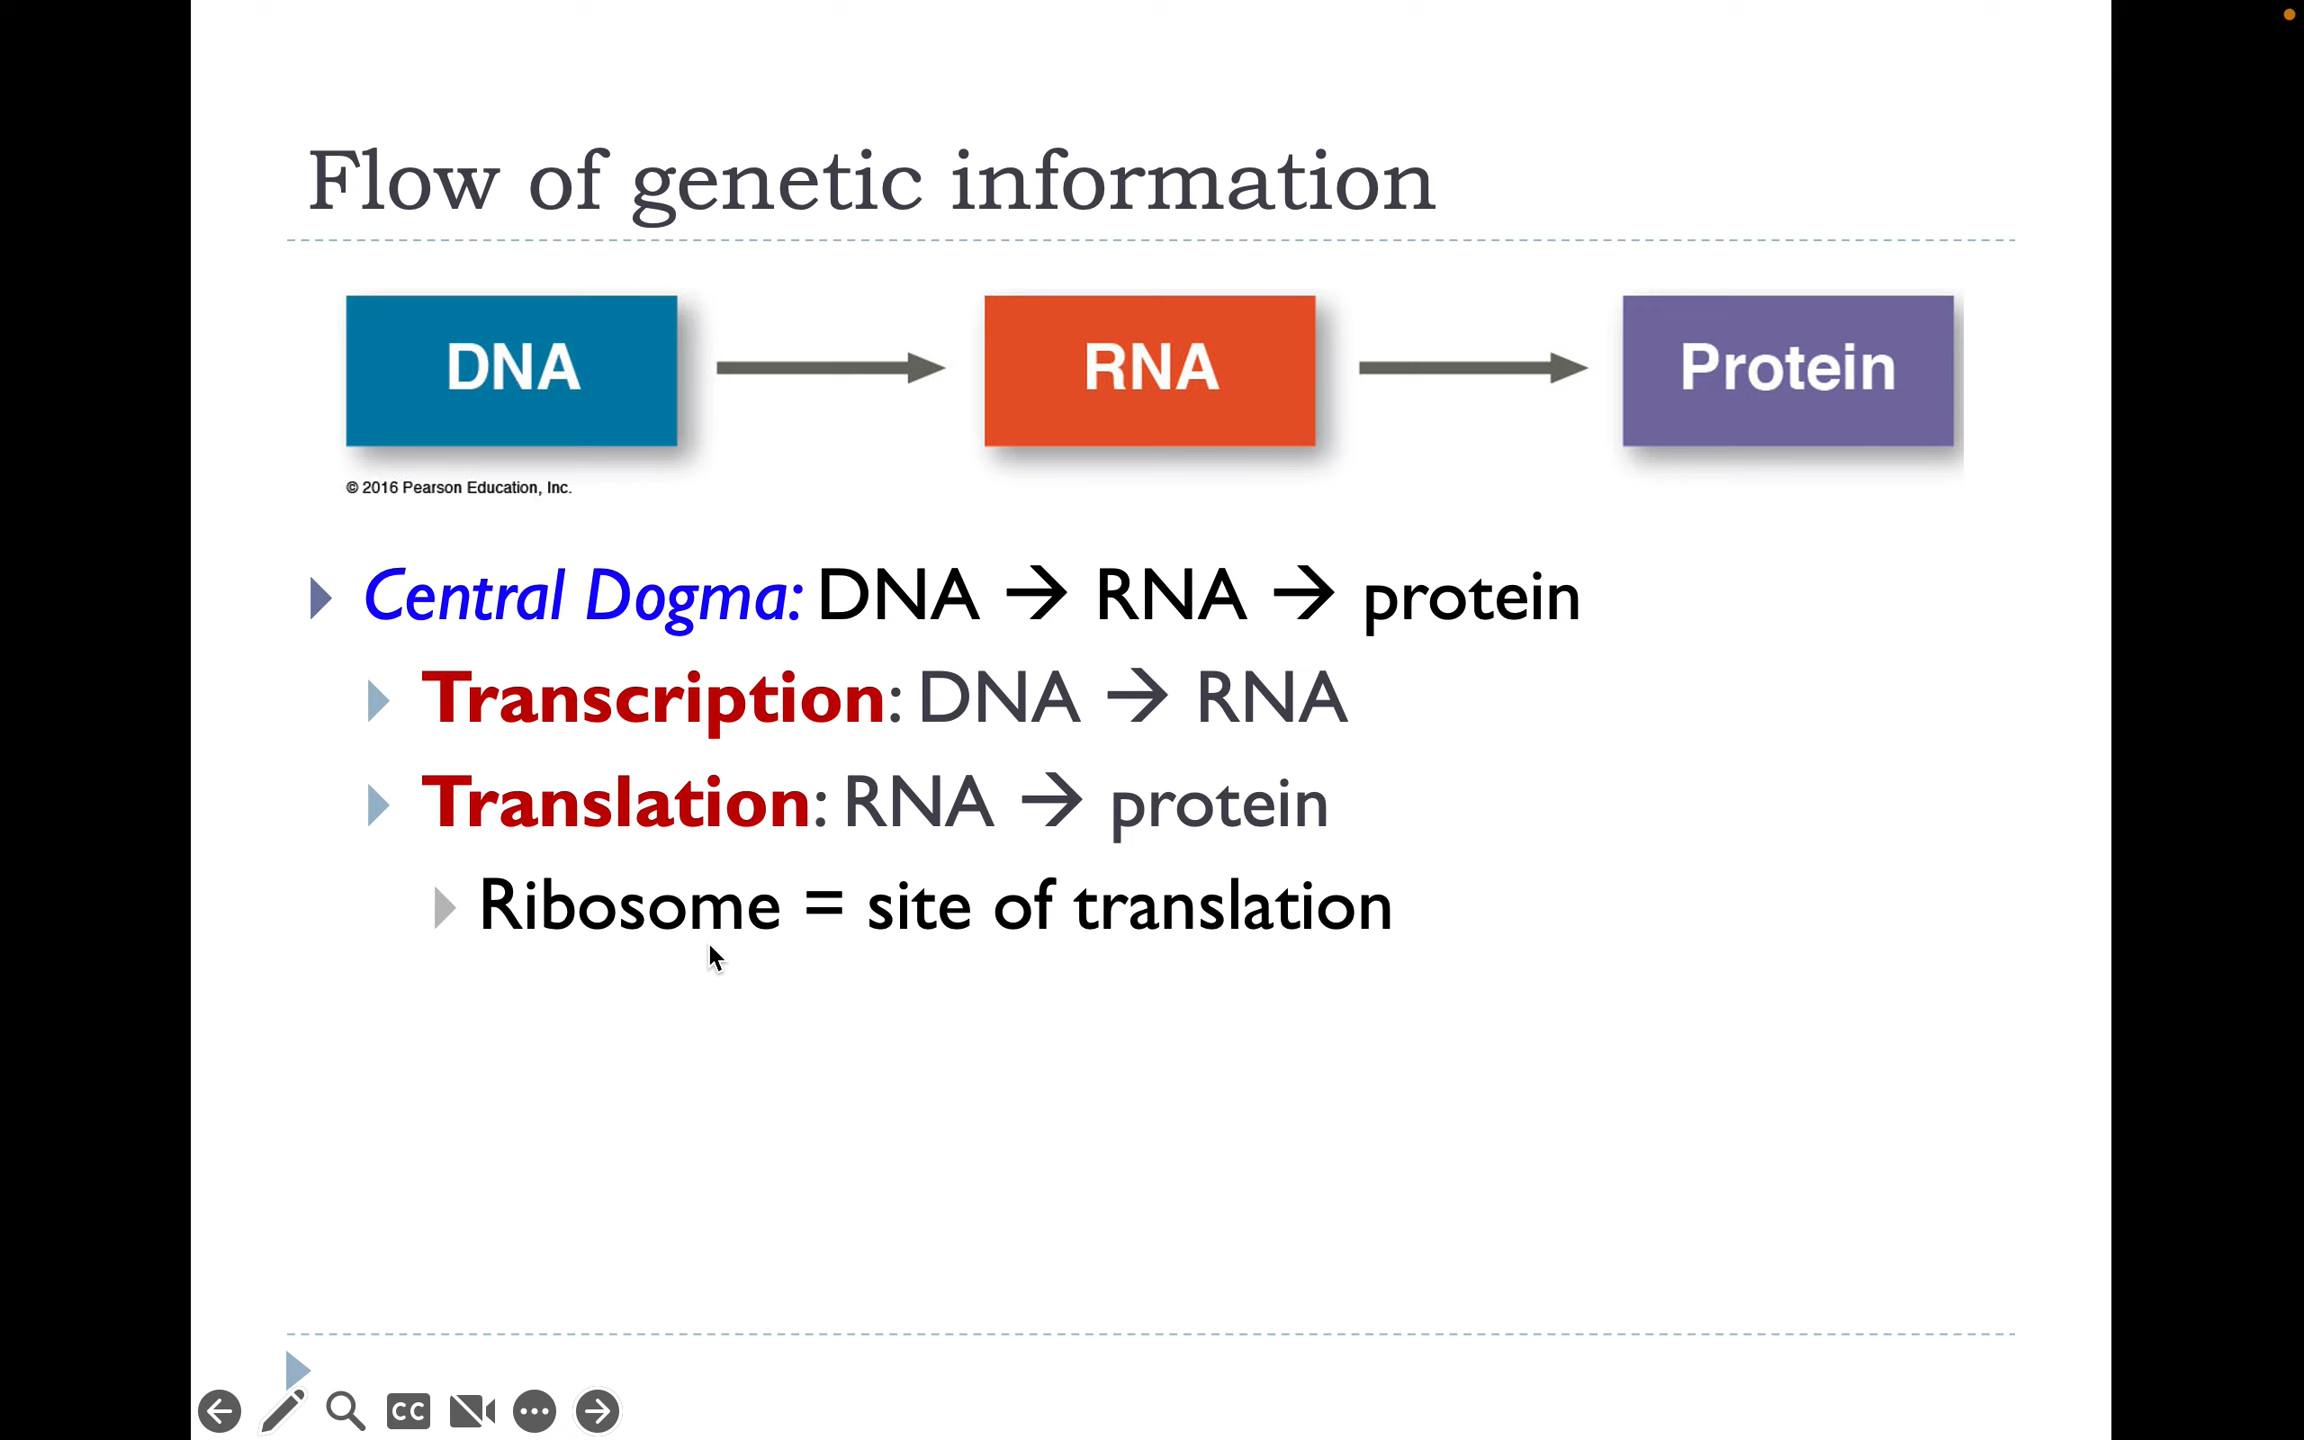 Flow of genetic information
DNA → RNA → Protein
© 2016 Pearson Education, Inc.
Central Dogma: DNA → RNA → protein
Transcription: DNA → RNA
Translation: RNA → protein
Ribosome = site of translation
CC